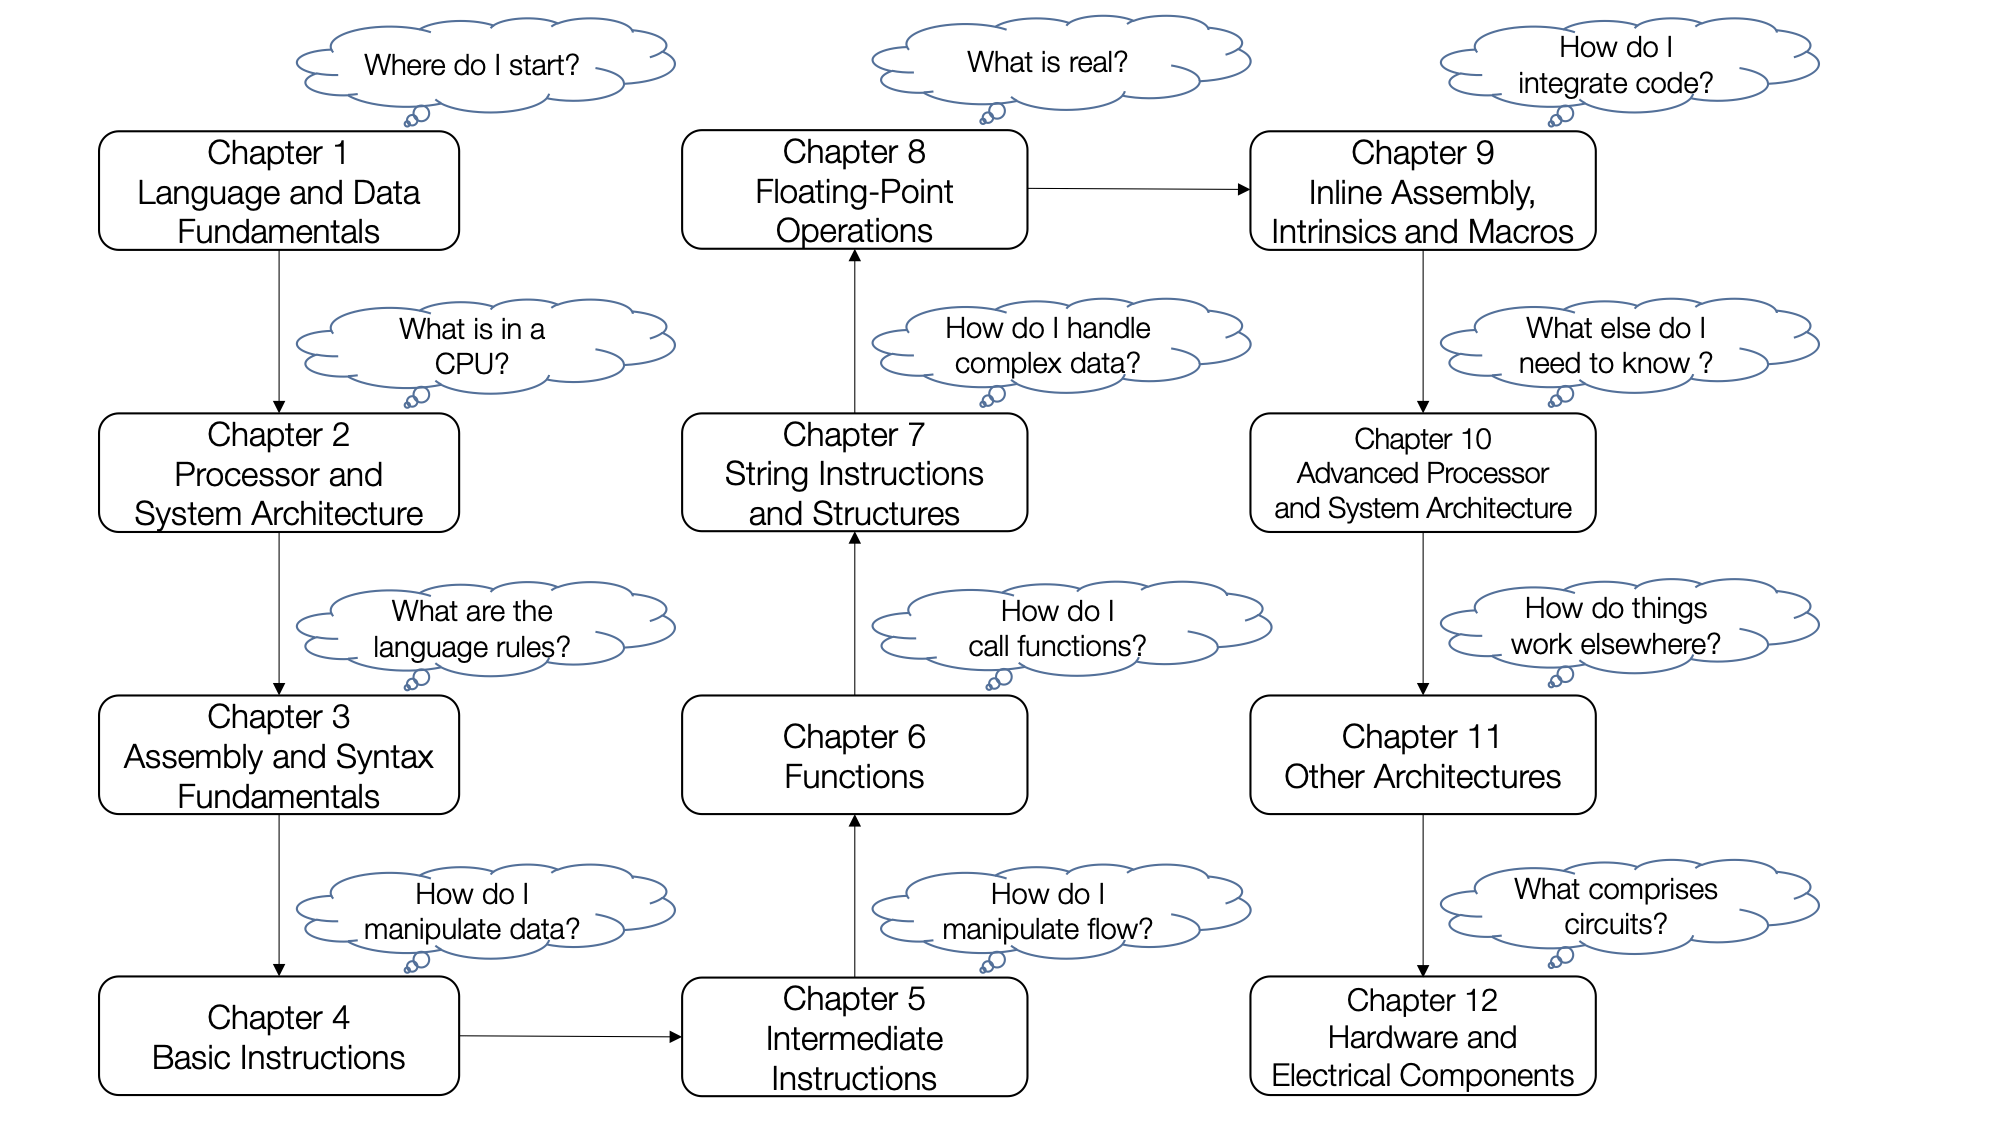 Where do I start?
Chapter 1
Language and Data
Fundamentals
What is in a
CPU?
Chapter 2
Processor and
System Architecture
What are the
language rules?
Chapter 3
Assembly and Syntax
Fundamentals
How do I
manipulate data?
Chapter 4
Basic Instructions
How do I
manipulate flow?
Chapter 5
Intermediate
Instructions
How do I
call functions?
Chapter 6
Functions
How do I handle
complex data?
Chapter 7
String Instructions
and Structures
What is real?
Chapter 8
Floating-Point
Operations
How do I
integrate code?
Chapter 9
Inline Assembly,
Intrinsics and Macros
What else do I
need to know ?
Chapter 10
Advanced Processor
and System Architecture
How do things
work elsewhere?
Chapter 11
Other Architectures
What comprises
circuits?
Chapter 12
Hardware and
Electrical Components